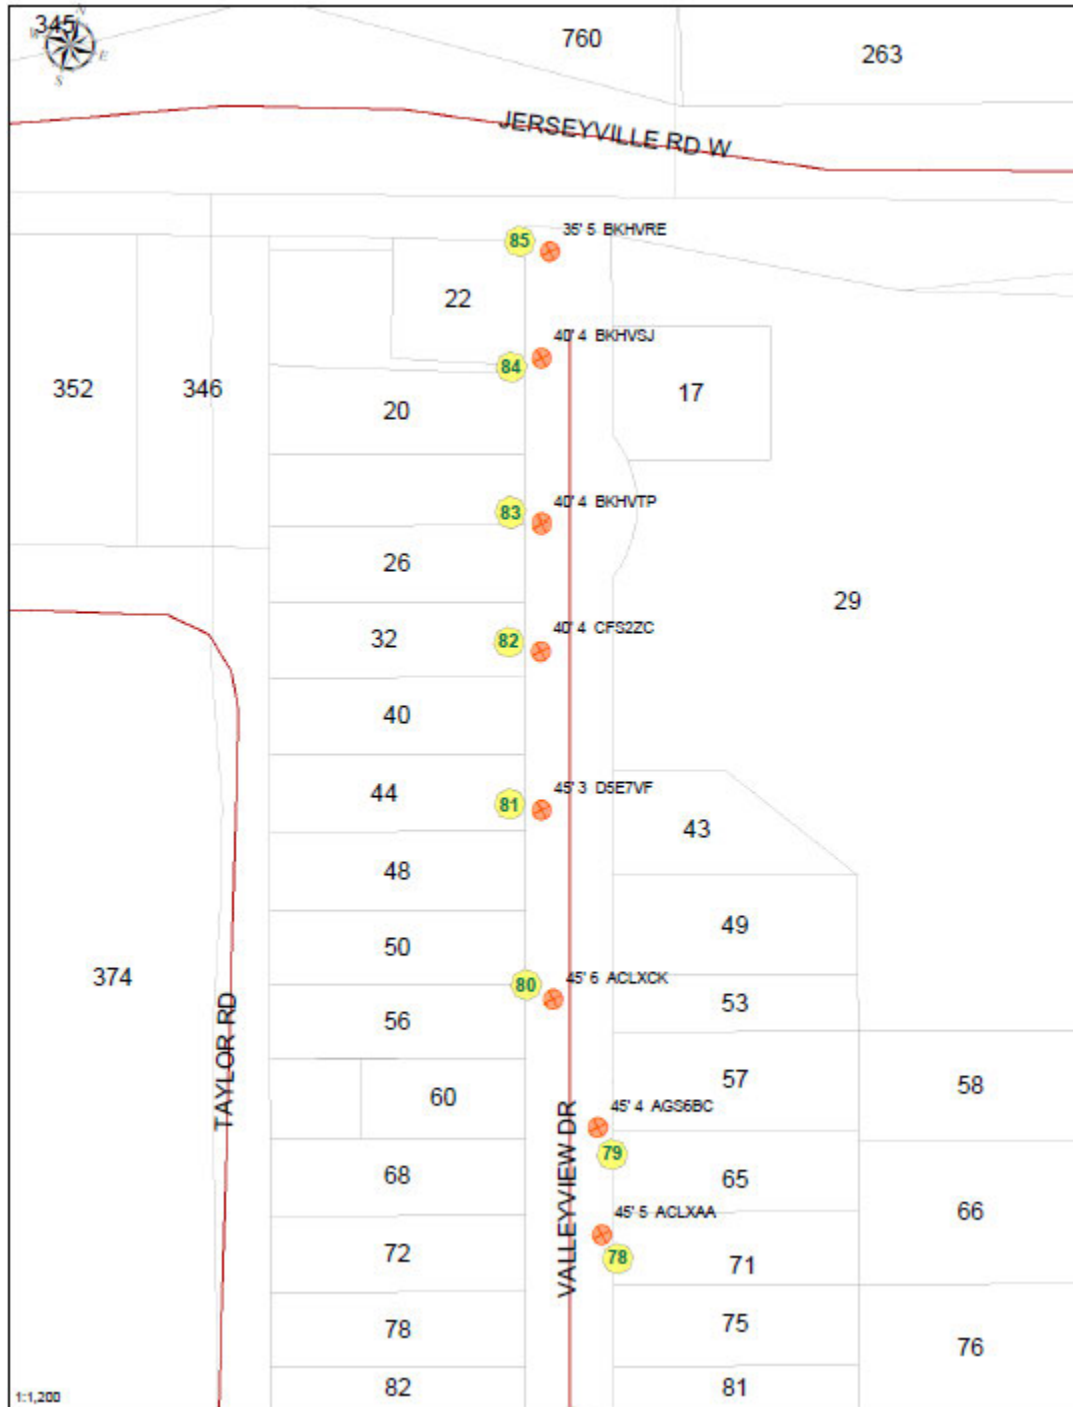 345
N
W
E
S
760
263
JERSEYVILLE RD W
85
35' 5 BKHVRE
22
40' 4 BKHVSJ
84
352
346
20
17
83
40' 4 BKHVTP
26
29
32
82
40' 4 CFS2ZC
40
44
81
45' 3 D5E7VF
43
48
49
50
374
80
45' 6 ACLXCK
53
56
TAYLOR RD
57
58
60
45' 4 AGS6BC
VALLEYVIEW DR
79
68
65
45' 5 ACLXAA
66
72
78
71
78
75
76
82
81
1:1,200